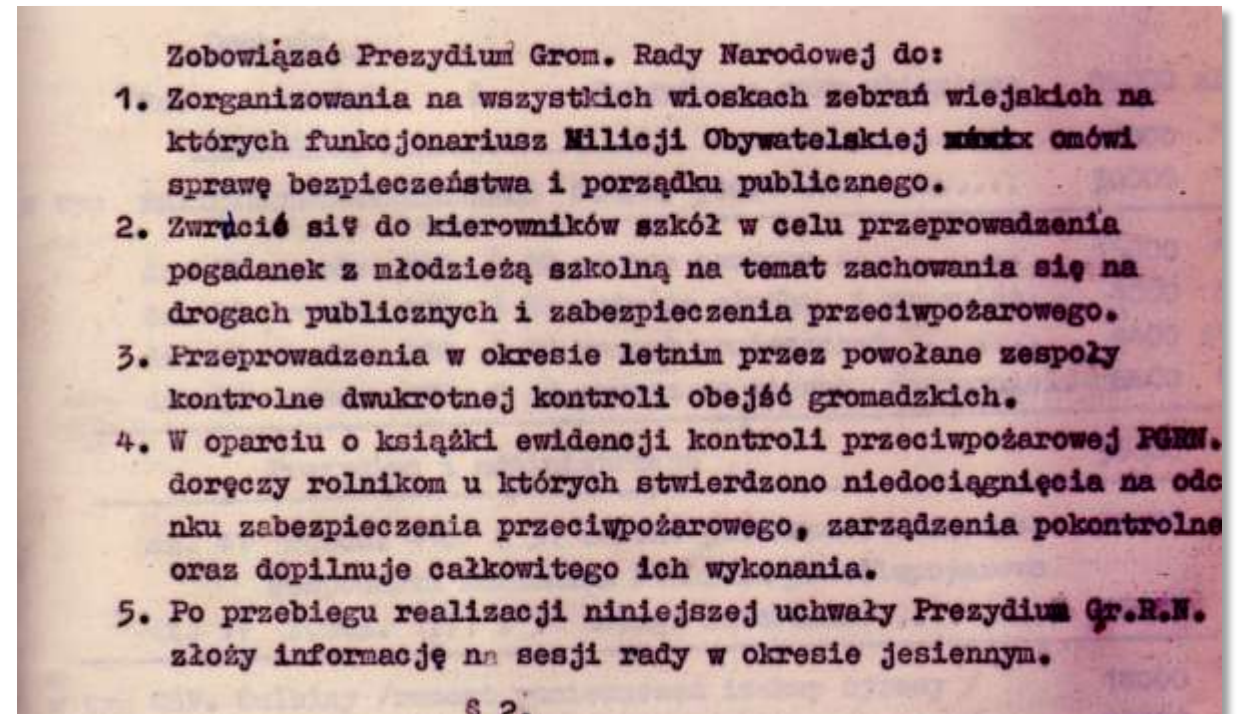 Zobowiązać Prezydium Grom. Rady Narodowej do:
1. Zorganizowania na wszystkich wioskach zebrań wiejskich na
których funkcjonariusz Milicji Obywatelskiej omówi
sprawę bezpieczeństwa i porządku publicznego.
2. Zwrócić się do kierowników szkół w celu przeprowadzenia
pogadanek z młodzieżą szkolną na temat zachowania się na
drogach publicznych i zabezpieczenia przeciwpożarowego.
3. Przeprowadzenia w okresie letnim przez powołane zespoły
kontrolne dwukrotnej kontroli obejść gromadzkich.
4. W oparciu o książki ewidencji kontroli przeciwpożarowej PGRN.
doręczy rolnikom u których stwierdzono niedociągnięcia na odc
nku zabezpieczenia przeciwpożarowego, zarządzenia pokontrolne
oraz dopilnuje całkowitego ich wykonania.
5. Po przebiegu realizacji niniejszej uchwały Prezydium Gr.R.N.
złoży informację na sesji rady w okresie jesiennym.
§ 2.